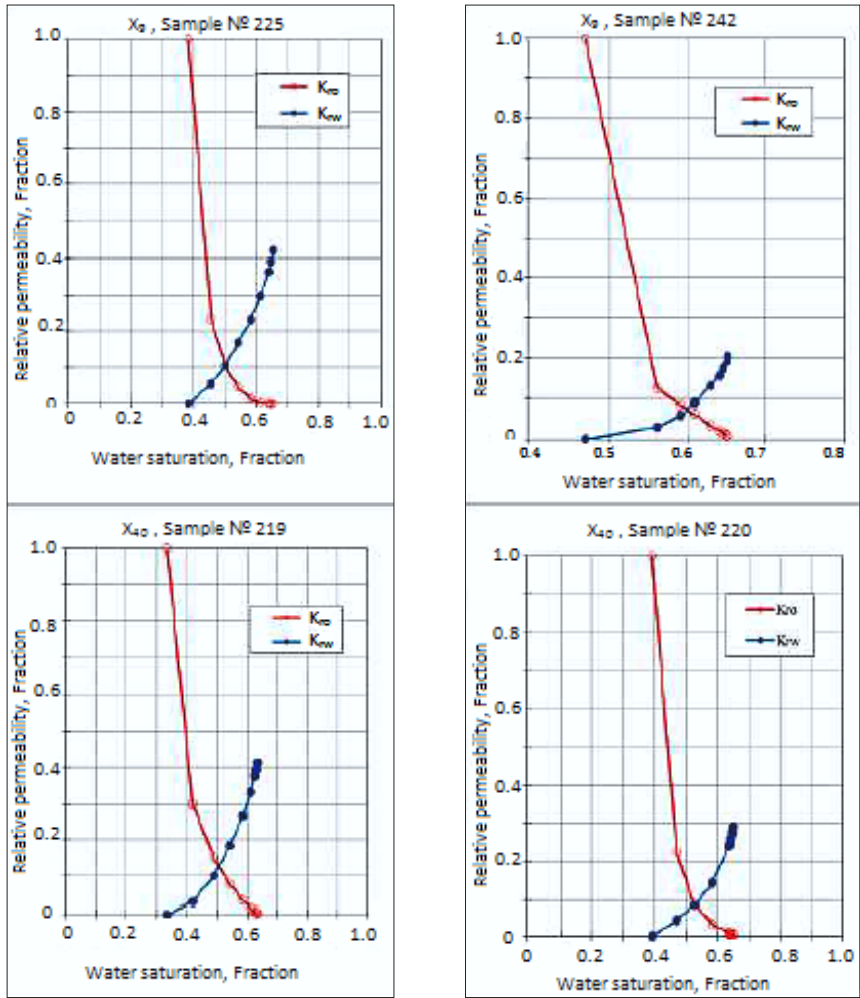 X₉ , Sample № 225
1.0
0.8
0.6
0.4
0.2
0
Relative permeability, Fraction
Kro
Krw
0 0.2 0.4 0.6 0.8 1.0
Water saturation, Fraction
X₉ , Sample № 242
1.0
0.8
0.6
0.4
0.2
0
Relative permeability, Fraction
Kro
Krw
0.4 0.5 0.6 0.7 0.8
Water saturation, Fraction
X₄₀ , Sample № 219
1.0
0.8
0.6
0.4
0.2
0
Relative permeability, Fraction
Kro
Krw
0 0.2 0.4 0.6 0.8 1.0
Water saturation, Fraction
X₄₀ , Sample № 220
1.0
0.8
0.6
0.4
0.2
0
Relative permeability, Fraction
Kro
Krw
0 0.2 0.4 0.6 0.8 1.0
Water saturation, Fraction